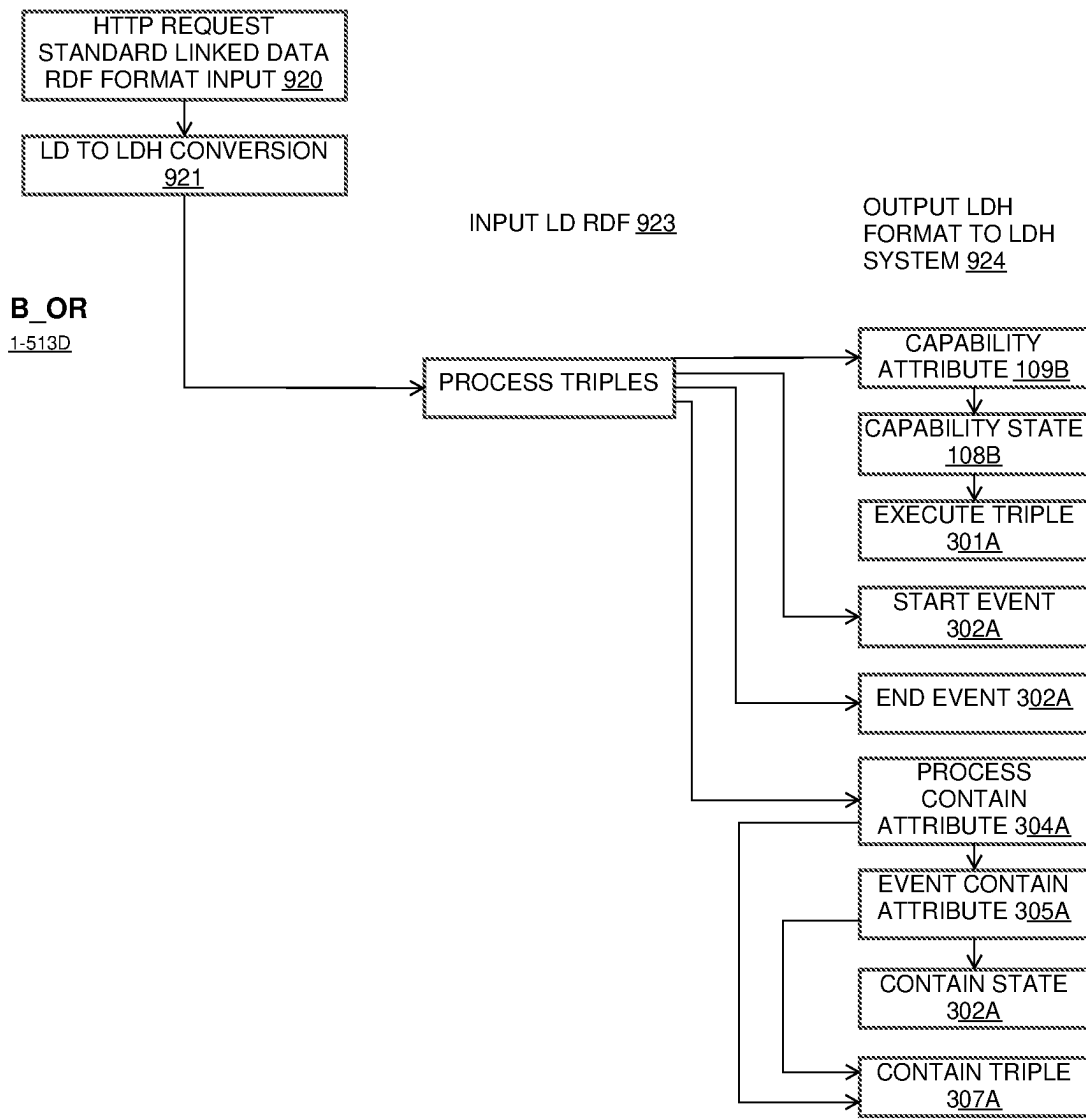 HTTP REQUEST
STANDARD LINKED DATA
RDF FORMAT INPUT 920
LD TO LDH CONVERSION
921
INPUT LD RDF 923
OUTPUT LDH
FORMAT TO LDH
SYSTEM 924
B_OR
1-513D
PROCESS TRIPLES
CAPABILITY
ATTRIBUTE 109B
CAPABILITY STATE
108B
EXECUTE TRIPLE
301A
START EVENT
302A
END EVENT 302A
PROCESS
CONTAIN
ATTRIBUTE 304A
EVENT CONTAIN
ATTRIBUTE 305A
CONTAIN STATE
302A
CONTAIN TRIPLE
307A